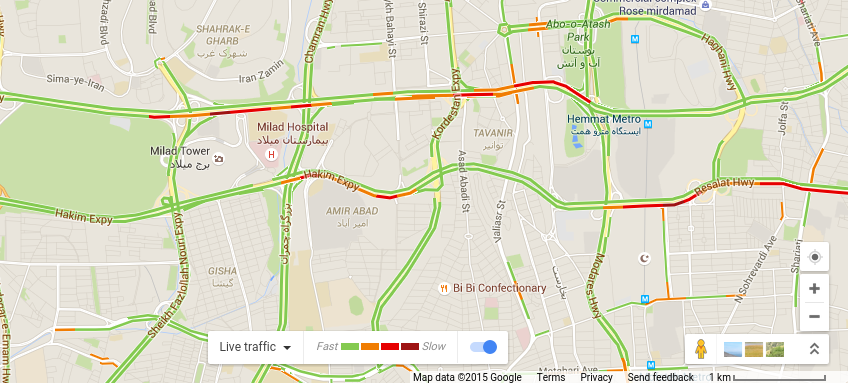 Commercial complex
Rose mirdamad
SHAHRAK-E
GHARB
شهرک غرب
Chamran Hwy
Shirazi St
Abo-o-Atash
Park
بوستان
آب و آتش
Haghani Hwy
Iran Zamin
Sima-ye-Iran
Kordestan Expy
Hemmat Metro
ایستگاه مترو همت
TAVANIR
توانیر
Jolfa St
Milad Hospital
بیمارستان میلاد
H
Milad Tower
برج میلاد
Hakim Expy
Asad Abadi St
Resalat Hwy
Hakim Expy
AMIR ABAD
امیر آباد
Valiasr St
بزرگراه چمران
Sheikh Fazlollah Nouri Expy
GISHA
گیشا
Modares Hwy
N Sohrevardi Ave
Bi Bi Confectionary
Live traffic
Fast
Slow
Motahari Ave
Map data ©2015 Google
Terms
Privacy
Send feedback
1 km